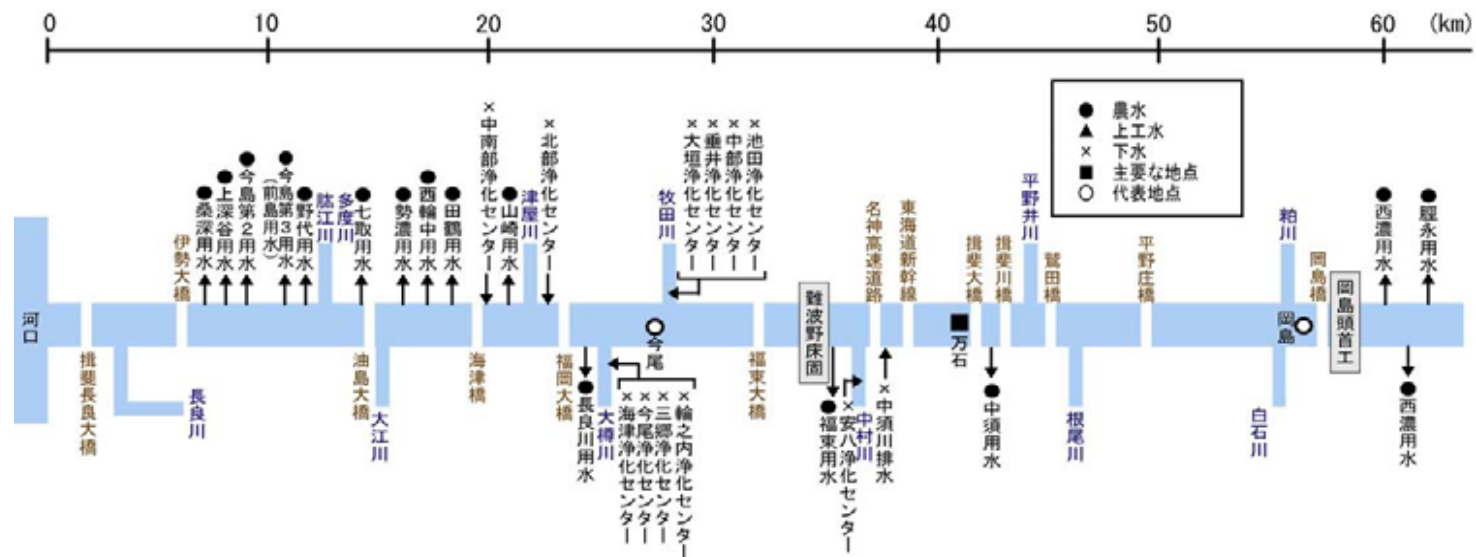 0 10 20 30 40 50 60 (km)
● 農水
▲ 上工水
× 下水
■ 主要な地点
○ 代表地点
河口
揖斐長良大橋
長良川
伊勢大橋
桑深用水
上深谷用水
今島第2用水
今島第3用水
(前島用水)
野代用水
肱江川
多度川
七取用水
油島大橋
大江川
勢濃用水
西輪中用水
田鶴用水
海津橋
×中南部浄化センター
山崎用水
津屋川
×北部浄化センター
福岡大橋
長良川用水
大樽川
×海津浄化センター
×今尾浄化センター
×三郷浄化センター
×輪之内浄化センター
今尾
牧田川
×大垣浄化センター
×垂井浄化センター
×中部浄化センター
×池田浄化センター
福東大橋
難波野床固
福東用水
×安八浄化センター
中村川
名神高速道路
×中須川排水
東海道新幹線
万石
揖斐大橋
中須用水
揖斐川橋
平野井川
鷲田橋
根尾川
平野庄橋
白石川
粕川
岡島
岡島橋
岡島頭首工
西濃用水
西濃用水
脛永用水